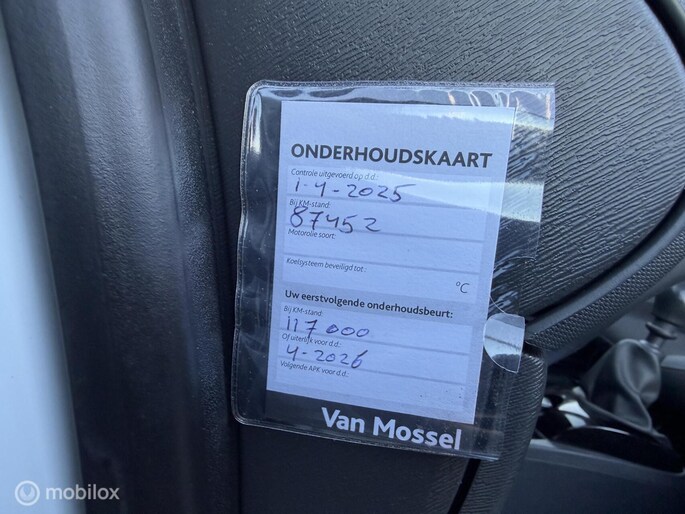 ONDERHOUDSKAART
Controle uitgevoerd op d.d.:
1-4-2025
Bij KM-stand:
87452
Motorolie soort:
Koelsysteem beveiligd tot:
°C
Uw eerstvolgende onderhoudsbeurt:
Bij KM-stand:
117000
Of uiterlijk voor d.d.:
4-2026
Volgende APK voor d.d.:
Van Mossel
mobilox